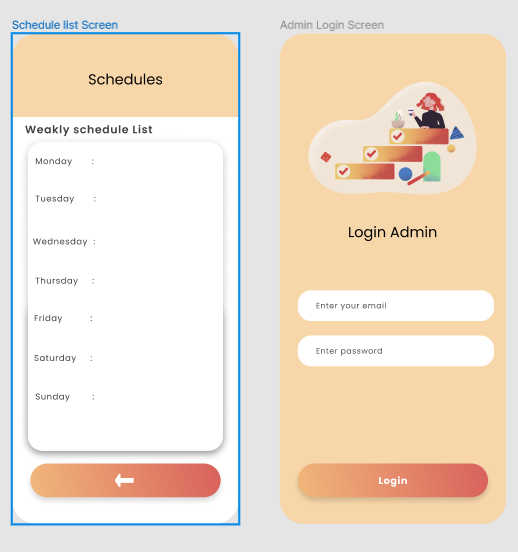 Schedule list Screen
Schedules
Weakly schedule List
Monday :
Tuesday :
Wednesday :
Thursday :
Friday :
Saturday :
Sunday :
Admin Login Screen
Login Admin
Enter your email
Enter password
Login